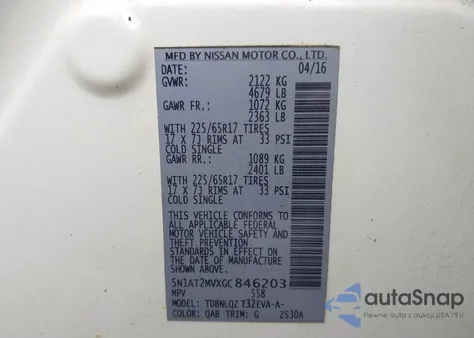 MFD BY NISSAN MOTOR CO., LTD.
DATE: 04/16
GVWR: 2122 KG
4679 LB
GAWR FR.: 1072 KG
2363 LB
WITH 225/65R17 TIRES
17 X 7J RIMS AT 33 PSI
COLD SINGLE
GAWR RR.: 1089 KG
2401 LB
WITH 225/65R17 TIRES
17 X 7J RIMS AT 33 PSI
COLD SINGLE
THIS VEHICLE CONFORMS TO
ALL APPLICABLE FEDERAL
MOTOR VEHICLE SAFETY AND
STANDARDS IN EFFECT ON
THE DATE OF MANUFACTURE
SHOWN ABOVE.
5N1AT2MVXGC846203
MPV 558
MODEL: TDBNLQZ T32EVA-A-
COLOR: QAB TRIM: G 2S30A
autoSnap